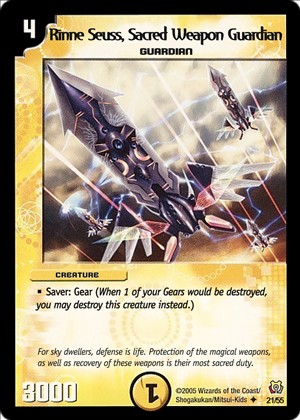 4
Rinne Seuss, Sacred Weapon Guardian
GUARDIAN
CREATURE
▪ Saver: Gear (When 1 of your Gears would be destroyed,
you may destroy this creature instead.)
For sky dwellers, defense is life. Protection of the magical weapons,
as well as recovery of these weapons is their most sacred duty.
3000
1
©2005 Wizards of the Coast/
Shogakukan/Mitsui-Kids ✦ 21/55